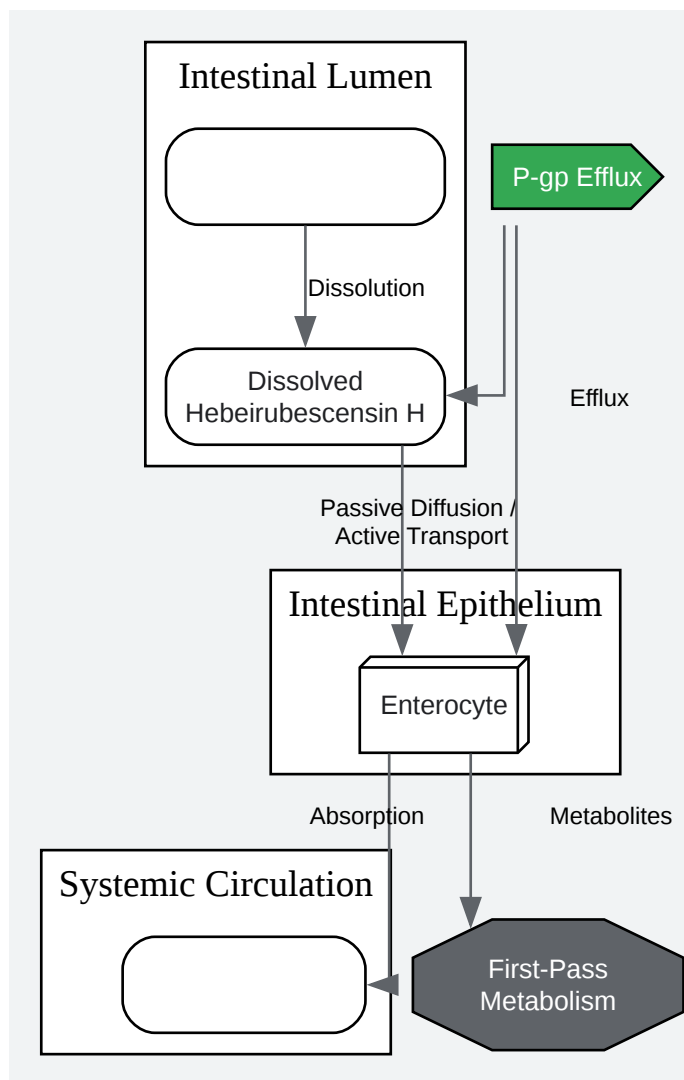 Intestinal Lumen
P-gp Efflux
Dissolution
Dissolved
Hebeirubescensin H
Efflux
Passive Diffusion /
Active Transport
Intestinal Epithelium
Enterocyte
Absorption
Metabolites
Systemic Circulation
First-Pass
Metabolism